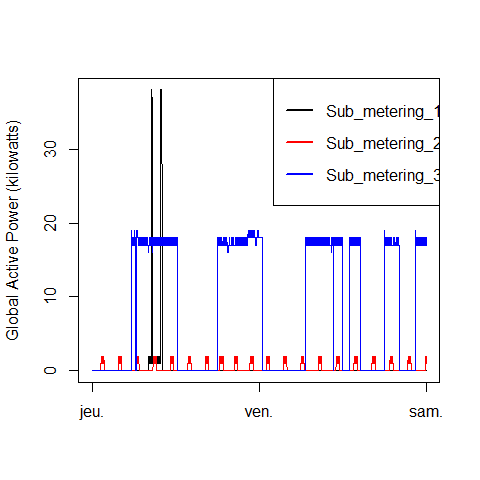 Global Active Power (kilowatts)
30
20
10
0
jeu.
ven.
sam.
Sub_metering_1
Sub_metering_2
Sub_metering_3